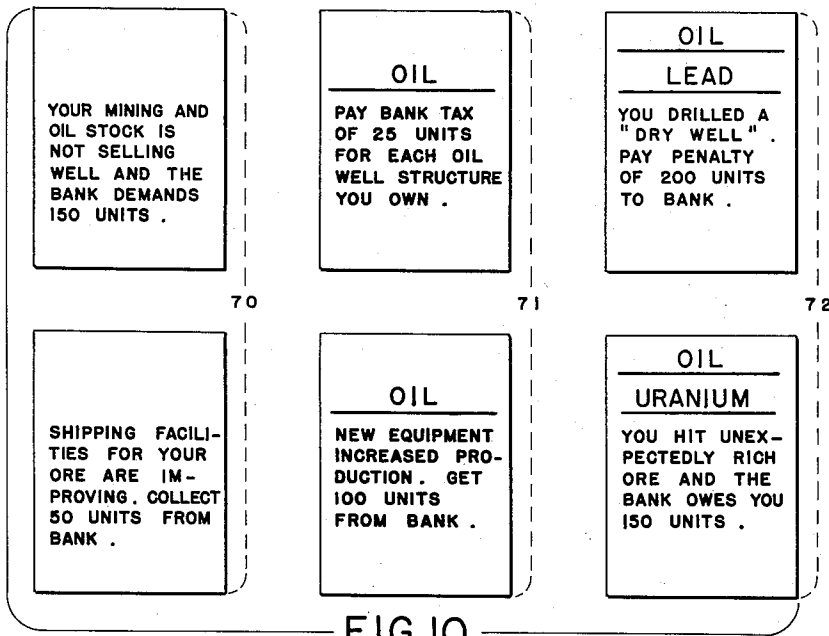 YOUR MINING AND
OIL STOCK IS
NOT SELLING
WELL AND THE
BANK DEMANDS
150 UNITS .
OIL
PAY BANK TAX
OF 25 UNITS
FOR EACH OIL
WELL STRUCTURE
YOU OWN .
OIL
LEAD
YOU DRILLED A
"DRY WELL" .
PAY PENALTY
OF 200 UNITS
TO BANK .
70
71
72
SHIPPING FACILI-
TIES FOR YOUR
ORE ARE IM-
PROVING. COLLECT
50 UNITS FROM
BANK .
OIL
NEW EQUIPMENT
INCREASED PRO-
DUCTION. GET
100 UNITS
FROM BANK .
OIL
URANIUM
YOU HIT UNEX-
PECTEDLY RICH
ORE AND THE
BANK OWES YOU
150 UNITS .
FIG.10